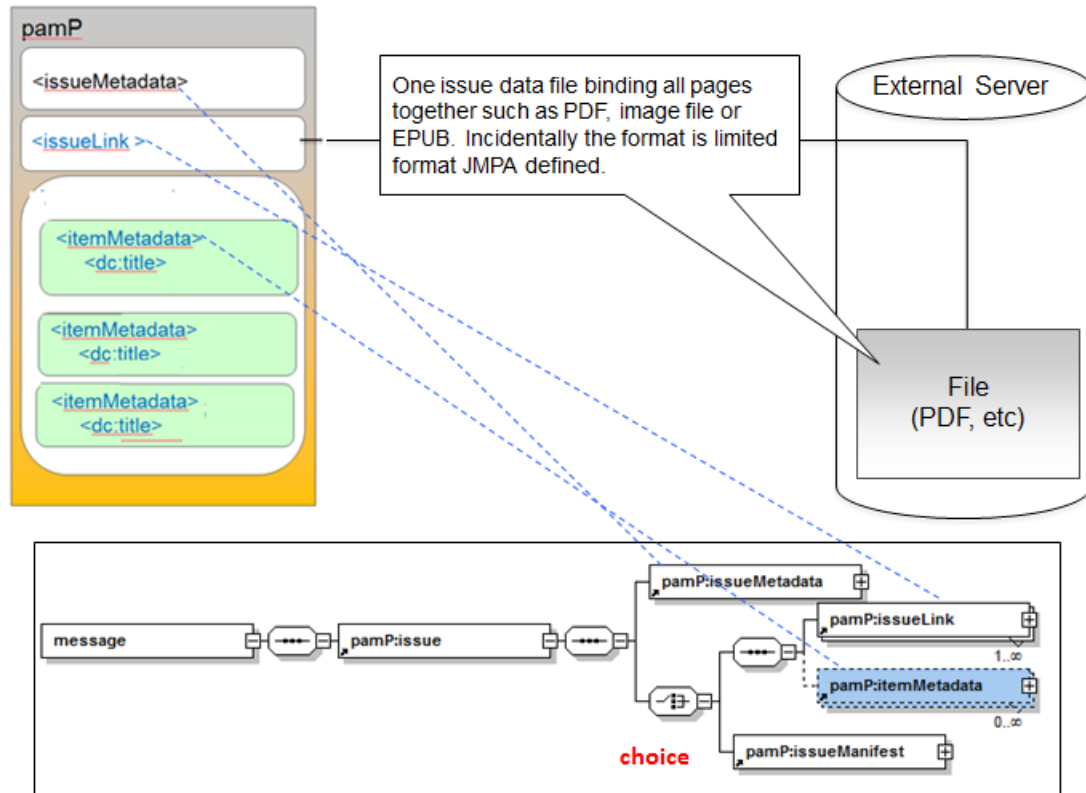 pamP
<issueMetadata>
<issueLink >
<itemMetadata>
<dc:title>
<itemMetadata>
<dc:title>
<itemMetadata>
<dc:title>
One issue data file binding all pages
together such as PDF, image file or
EPUB. Incidentally the format is limited
format JMPA defined.
External Server
File
(PDF, etc)
message
pamP:issue
pamP:issueMetadata
pamP:issueLink
1..∞
pamP:itemMetadata
0..∞
choice
pamP:issueManifest